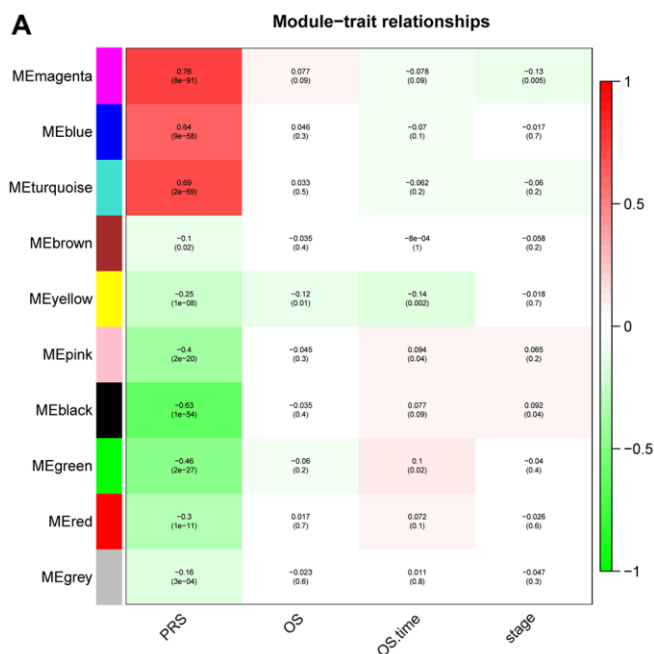 A
Module−trait relationships
MEmagenta
0.76 0.077 −0.078 −0.13
(8e−91) (0.09) (0.09) (0.005)
MEblue
0.64 0.046 −0.07 −0.017
(9e−58) (0.3) (0.1) (0.7)
MEturquoise
0.69 0.033 −0.062 −0.06
(2e−69) (0.5) (0.2) (0.2)
MEbrown
−0.1 −0.035 −8e−04 −0.058
(0.02) (0.4) (1) (0.2)
MEyellow
−0.25 −0.12 −0.14 −0.018
(1e−08) (0.01) (0.002) (0.7)
MEpink
−0.4 −0.045 0.094 0.065
(2e−20) (0.3) (0.04) (0.2)
MEblack
−0.63 −0.035 0.077 0.092
(1e−54) (0.4) (0.09) (0.04)
MEgreen
−0.46 −0.06 0.1 −0.04
(2e−27) (0.2) (0.02) (0.4)
MEred
−0.3 0.017 0.072 −0.026
(1e−11) (0.7) (0.1) (0.6)
MEgrey
−0.16 −0.023 0.011 −0.047
(3e−04) (0.6) (0.8) (0.3)
PRS OS OS.time stage
1
0.5
0
−0.5
−1